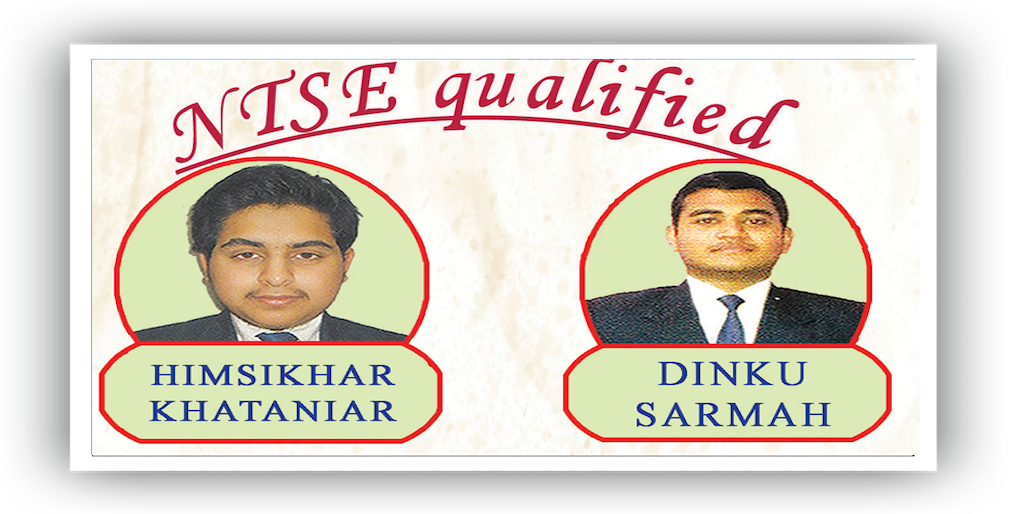 NTSE qualified
HIMSIKHAR
KHATANIAR
DINKU
SARMAH